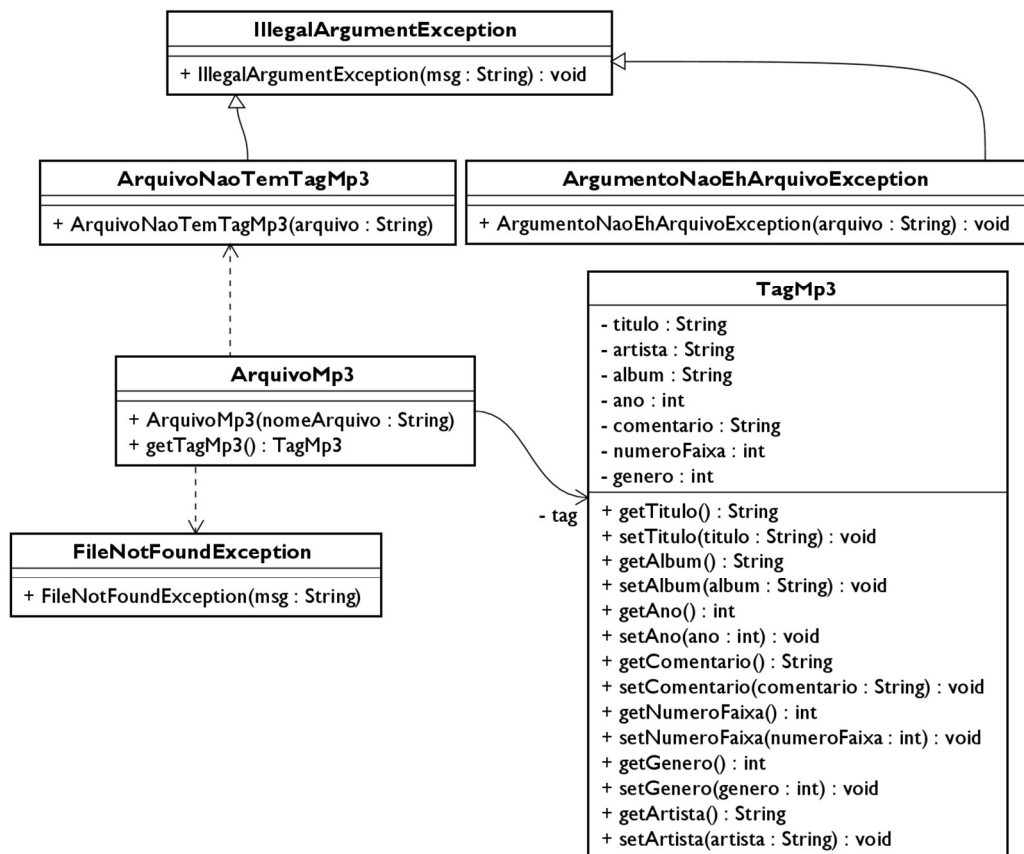 IllegalArgumentException
+ IllegalArgumentException(msg : String) : void
ArquivoNaoTemTagMp3
+ ArquivoNaoTemTagMp3(arquivo : String)
ArgumentoNaoEhArquivoException
+ ArgumentoNaoEhArquivoException(arquivo : String) : void
ArquivoMp3
+ ArquivoMp3(nomeArquivo : String)
+ getTagMp3() : TagMp3
- tag
FileNotFoundException
+ FileNotFoundException(msg : String)
TagMp3
- titulo : String
- artista : String
- album : String
- ano : int
- comentario : String
- numeroFaixa : int
- genero : int
+ getTitulo() : String
+ setTitulo(titulo : String) : void
+ getAlbum() : String
+ setAlbum(album : String) : void
+ getAno() : int
+ setAno(ano : int) : void
+ getComentario() : String
+ setComentario(comentario : String) : void
+ getNumeroFaixa() : int
+ setNumeroFaixa(numeroFaixa : int) : void
+ getGenero() : int
+ setGenero(genero : int) : void
+ getArtista() : String
+ setArtista(artista : String) : void